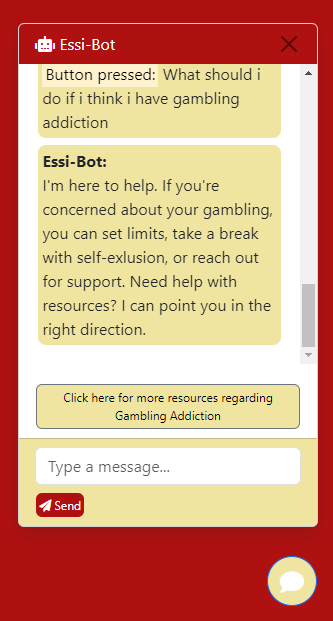 Essi-Bot
Button pressed: What should i
do if i think i have gambling
addiction
Essi-Bot:
I'm here to help. If you're
concerned about your gambling,
you can set limits, take a break
with self-exlusion, or reach out
for support. Need help with
resources? I can point you in the
right direction.
Click here for more resources regarding
Gambling Addiction
Type a message...
Send